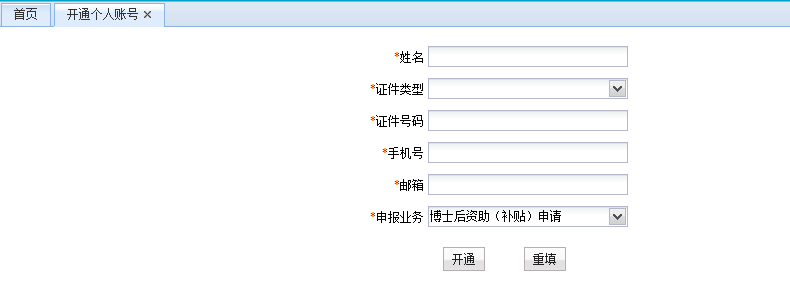 首页 开通个人账号
*姓名
*证件类型
*证件号码
*手机号
*邮箱
*申报业务 博士后资助（补贴）申请
开通 重填